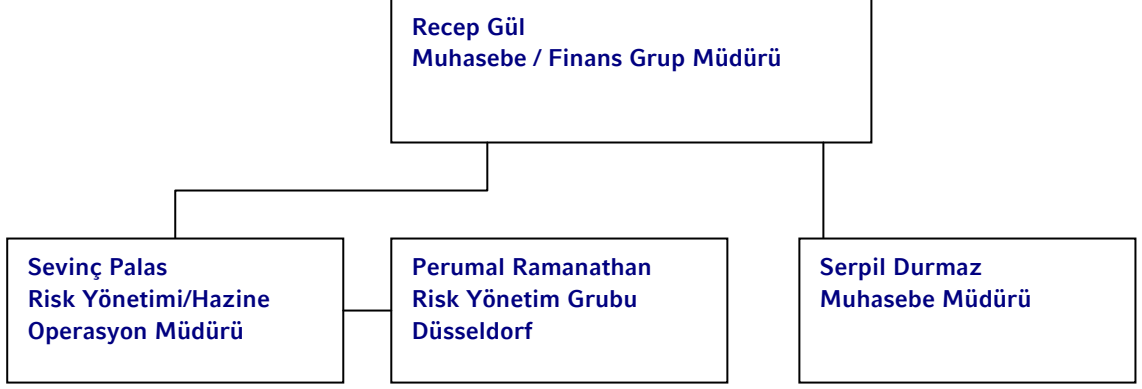 Recep Gül
Muhasebe / Finans Grup Müdürü
Sevinç Palas
Risk Yönetimi/Hazine
Operasyon Müdürü
Perumal Ramanathan
Risk Yönetim Grubu
Düsseldorf
Serpil Durmaz
Muhasebe Müdürü